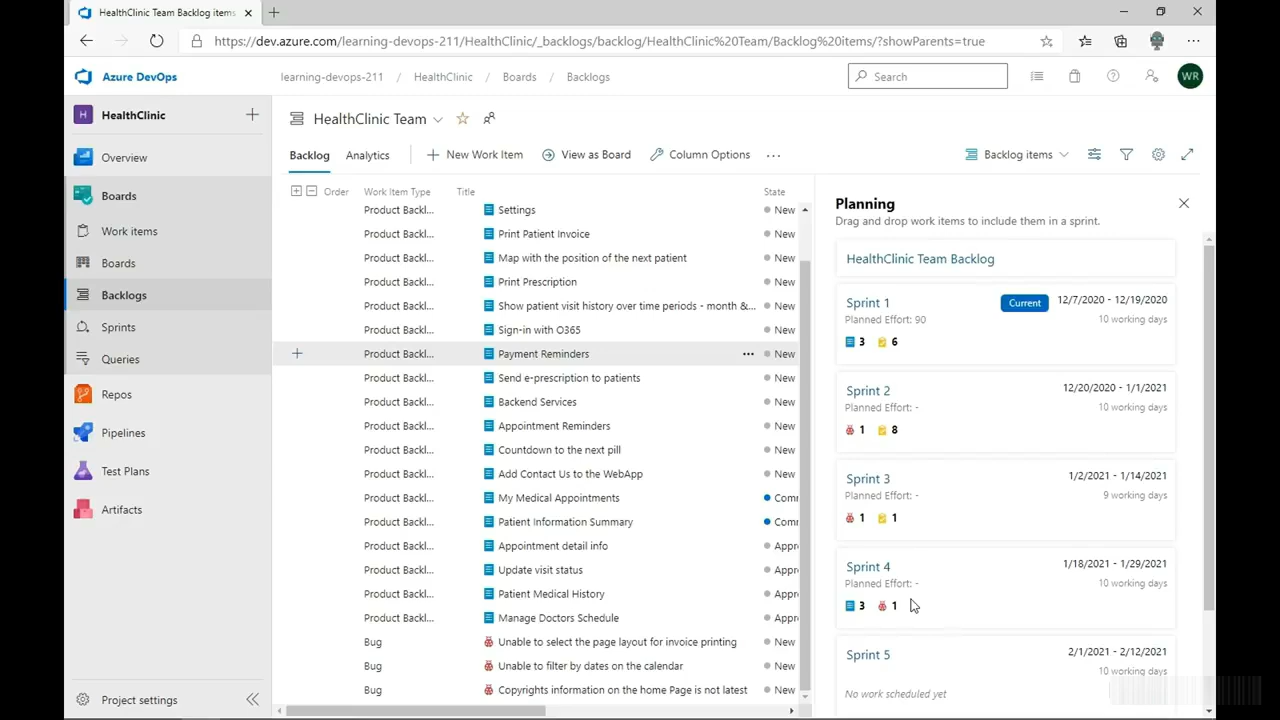 HealthClinic Team Backlog items
https://dev.azure.com/learning-devops-211/HealthClinic/_backlogs/backlog/HealthClinic%20Team/Backlog%20items/?showParents=true
Azure DevOps
learning-devops-211 / HealthClinic / Boards / Backlogs
Search
WR
H HealthClinic
Overview
Boards
Work items
Boards
Backlogs
Sprints
Queries
Repos
Pipelines
Test Plans
Artifacts
Project settings
HealthClinic Team
Backlog Analytics New Work Item View as Board Column Options ... Backlog items
Order Work Item Type Title State
Product Backl... Settings New
Product Backl... Print Patient Invoice New
Product Backl... Map with the position of the next patient New
Product Backl... Print Prescription New
Product Backl... Show patient visit history over time periods - month &... New
Product Backl... Sign-in with O365 New
Product Backl... Payment Reminders ... New
Product Backl... Send e-prescription to patients New
Product Backl... Backend Services New
Product Backl... Appointment Reminders New
Product Backl... Countdown to the next pill New
Product Backl... Add Contact Us to the WebApp New
Product Backl... My Medical Appointments Comr
Product Backl... Patient Information Summary Comr
Product Backl... Appointment detail info Appr
Product Backl... Update visit status Appr
Product Backl... Patient Medical History Appr
Product Backl... Manage Doctors Schedule Appr
Bug Unable to select the page layout for invoice printing New
Bug Unable to filter by dates on the calendar New
Bug Copyrights information on the home Page is not latest New
Planning
Drag and drop work items to include them in a sprint.
HealthClinic Team Backlog
Sprint 1 Current 12/7/2020 - 12/19/2020
Planned Effort: 90 10 working days
3 6
Sprint 2 12/20/2020 - 1/1/2021
Planned Effort: - 10 working days
1 8
Sprint 3 1/2/2021 - 1/14/2021
Planned Effort: - 9 working days
1 1
Sprint 4 1/18/2021 - 1/29/2021
Planned Effort: - 10 working days
3 1
Sprint 5 2/1/2021 - 2/12/2021
10 working days
No work scheduled yet